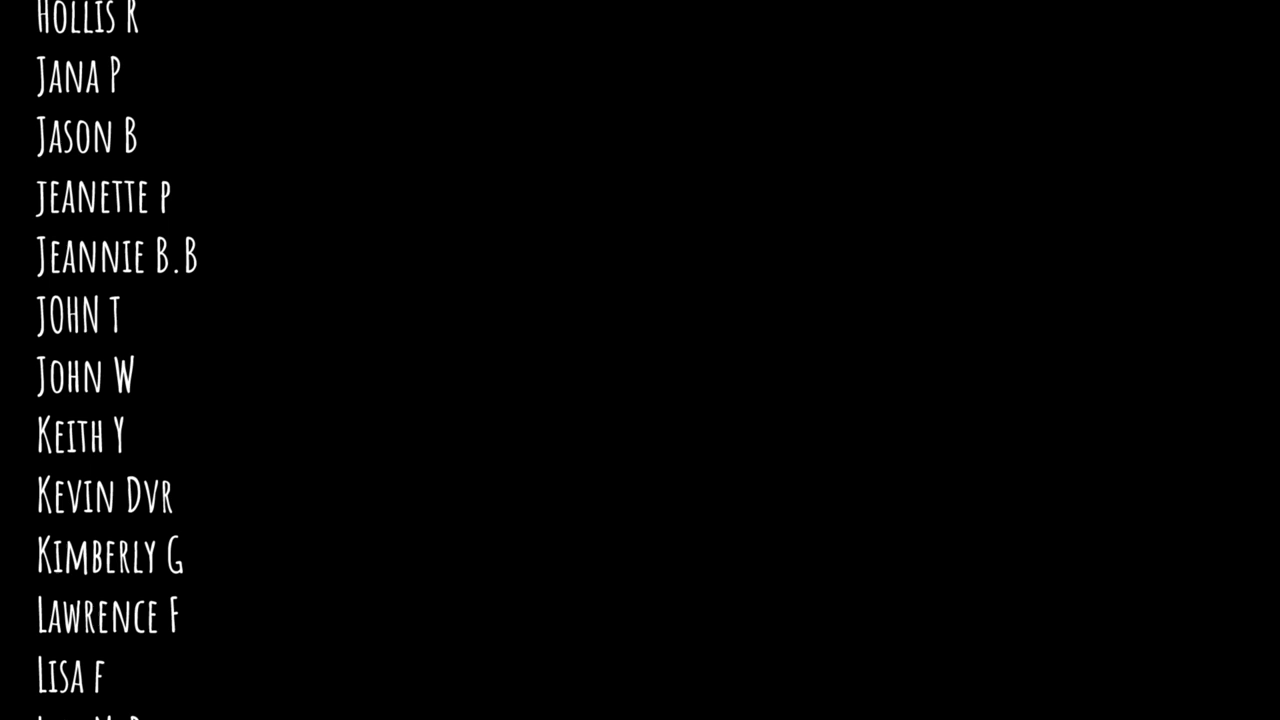 Hollis R
Jana P
Jason B
jeanette p
Jeannie B.B
JOHN T
John W
Keith Y
Kevin Dvr
Kimberly G
Lawrence F
Lisa f